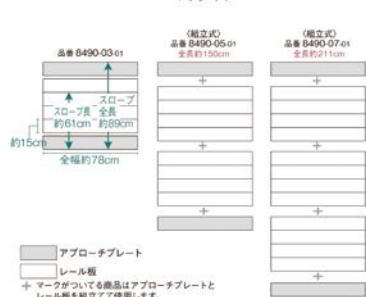 〈組立式〉
品番 8490-05-01
全長約150cm
〈組立式〉
品番 8490-07-01
全長約211cm
品番 8490-03-01
スロープ長
約61cm
スロープ
全長
約89cm
約15cm
全幅約78cm
アプローチプレート
レール板
+ マークがついている商品はアプローチプレートと
レール板を組立てて使用します。